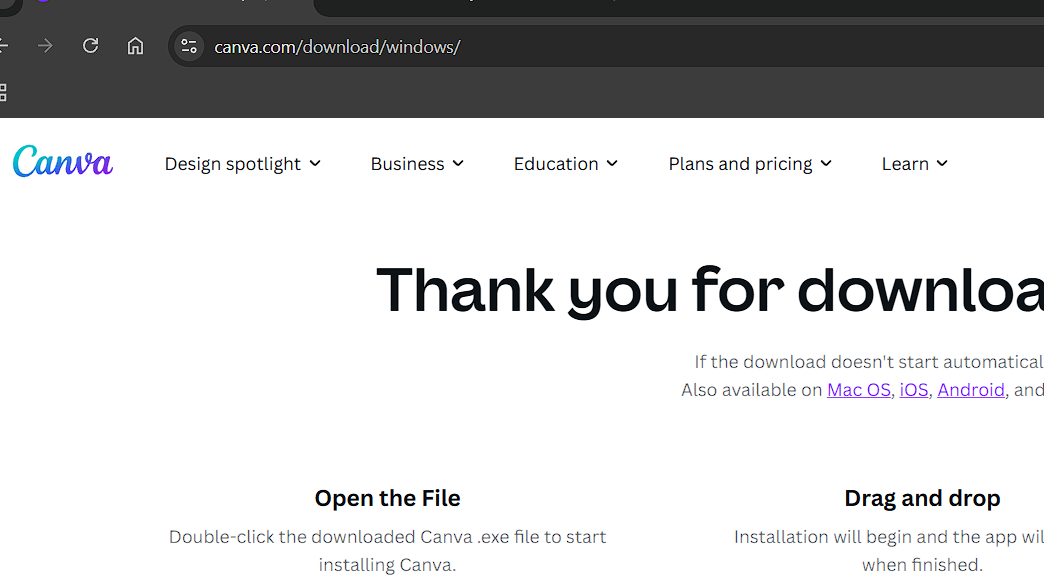 canva.com/download/windows/
Canva
Design spotlight
Business
Education
Plans and pricing
Learn
Thank you for downloa
If the download doesn't start automatical
Also available on Mac OS, iOS, Android, and
Open the File
Double-click the downloaded Canva .exe file to start
installing Canva.
Drag and drop
Installation will begin and the app wil
when finished.